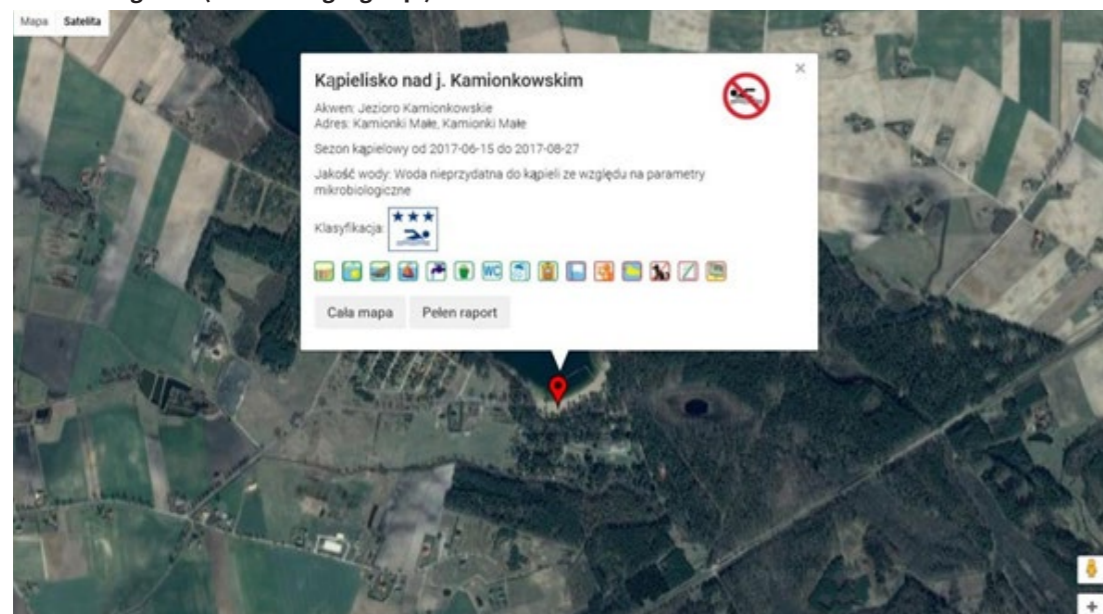 Mapa Satelita
Kąpielisko nad j. Kamionkowskim
Akwen: Jezioro Kamionkowskie
Adres: Kamionki Małe, Kamionki Małe
Sezon kąpielowy od 2017-06-15 do 2017-08-27
Jakość wody: Woda nieprzydatna do kąpieli ze względu na parametry
mikrobiologiczne
Klasyfikacja:
WC
Cała mapa Pełen raport